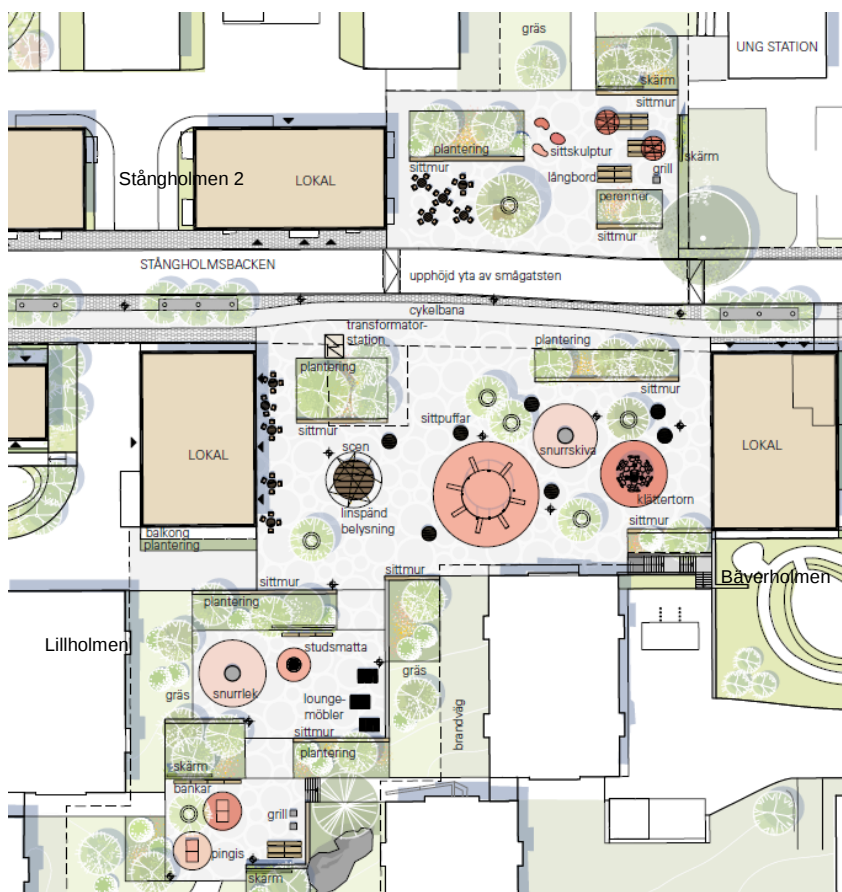 gräs
UNG STATION
skärm
sittmur
plantering
sittskulptur
skärm
sittmur
långbord
grill
Stångholmen 2
LOKAL
perenner
sittmur
STÅNGHOLMSBACKEN
upphöjd yta av smågatsten
cykelbana
transformator-
station
plantering
plantering
sittmur
sittmur
sittpuffar
scen
snurrskiva
LOKAL
LOKAL
klättertorn
linspänd
belysning
sittmur
balkong
plantering
sittmur
sittmur
Bäverholmen
plantering
Lillholmen
studsmatta
gräs
snurrlek
gräs
lounge-
möbler
sittmur
brandväg
plantering
skärm
bänkar
grill
pingis
skärm